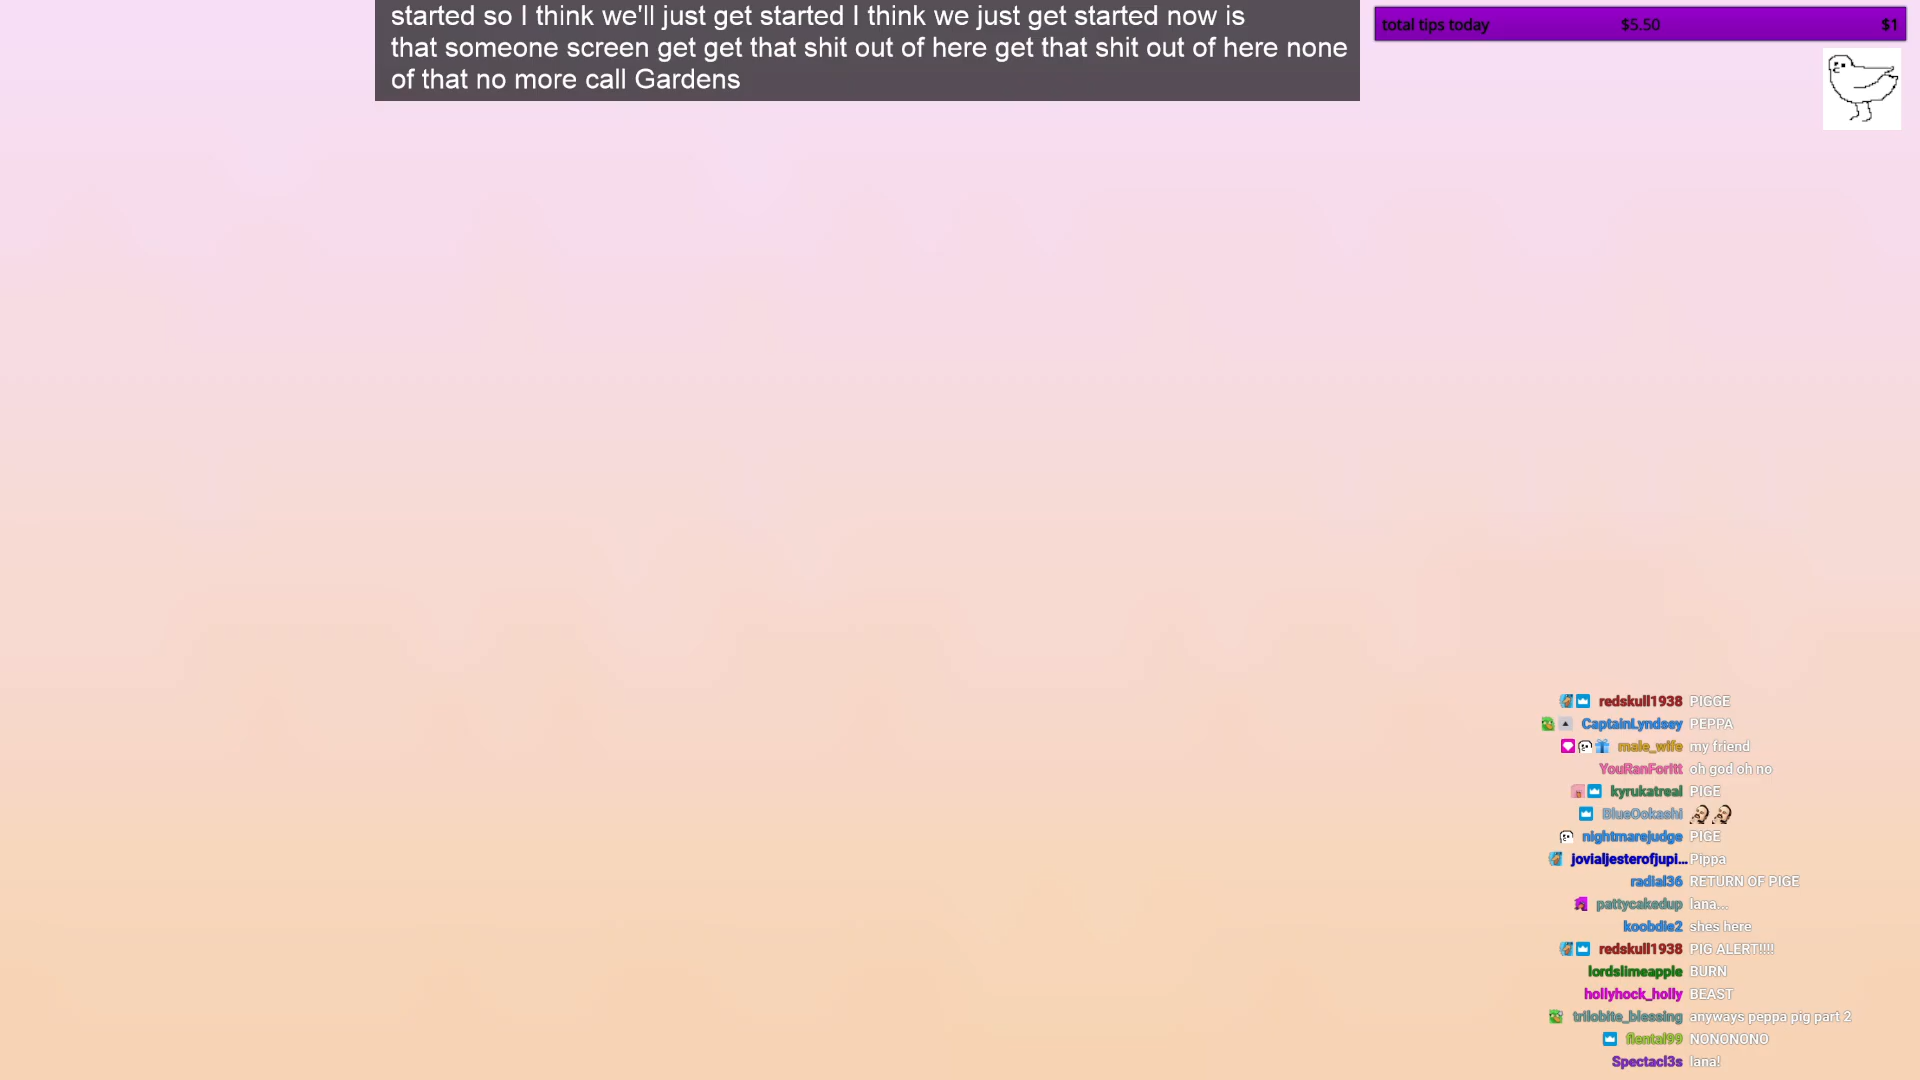 started so I think we'll just get started I think we just get started now is
that someone screen get get that shit out of here get that shit out of here none
of that no more call Gardens
total tips today $5.50 $1
redskull1938 PIGGE
CaptainLyndsey PEPPA
male_wife my friend
YouRanForItt oh god oh no
kyrukatreal PIGE
BlueOokashi
nightmarejudge PIGE
jovialjesterofjupi... Pippa
radial36 RETURN OF PIGE
pattycakedup lana...
koobdie2 shes here
redskull1938 PIG ALERT!!!!
lordslimeapple BURN
hollyhock_holly BEAST
trilobite_blessing anyways peppa pig part 2
flental99 NONONONO
Spectacl3s lana!